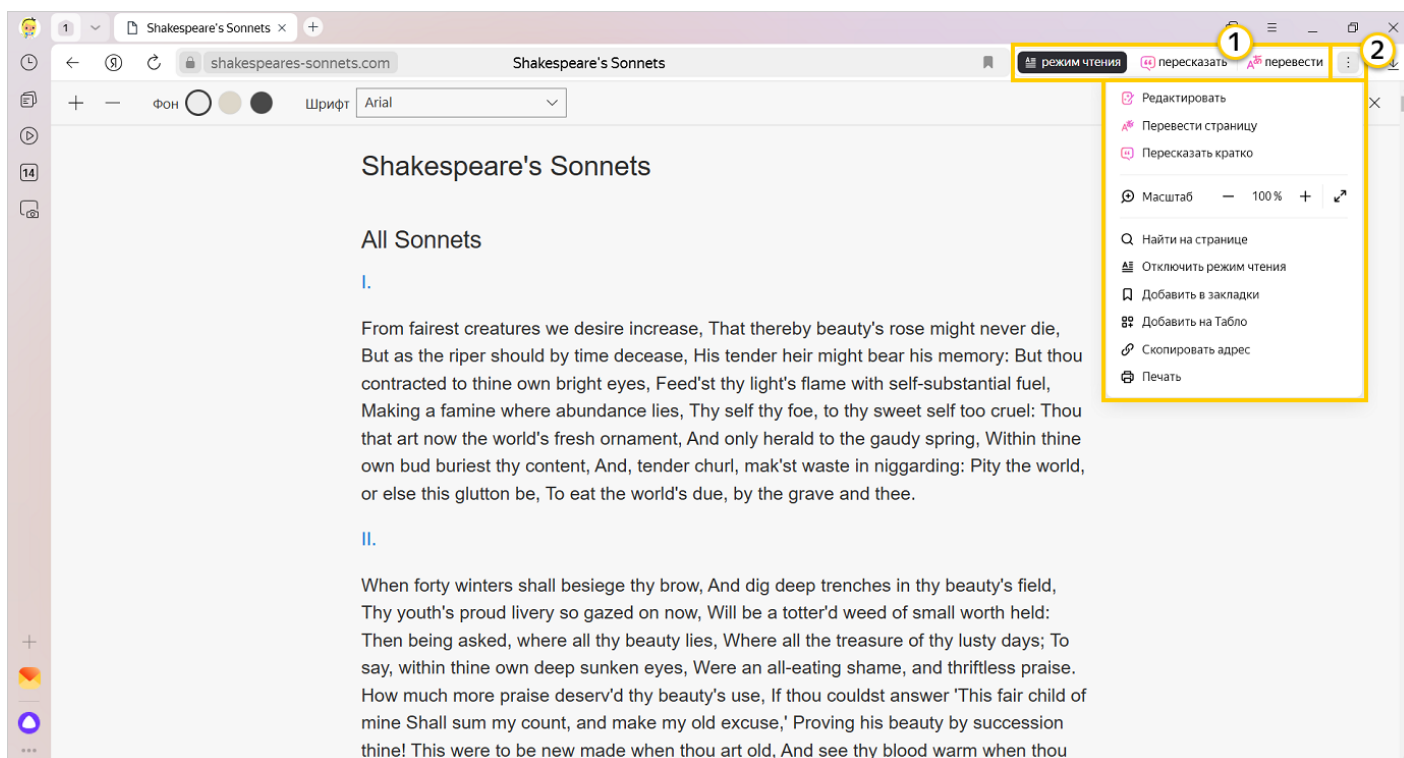 1
Shakespeare's Sonnets
1
2
Я
shakespeares-sonnets.com
Shakespeare's Sonnets
режим чтения
пересказать
перевести
Фон
Шрифт
Arial
14
Редактировать
Перевести страницу
Пересказать кратко
Масштаб
100 %
Найти на странице
Отключить режим чтения
Добавить в закладки
Добавить на Табло
Скопировать адрес
Печать
Shakespeare's Sonnets
All Sonnets
I.
From fairest creatures we desire increase, That thereby beauty's rose might never die,
But as the riper should by time decease, His tender heir might bear his memory: But thou
contracted to thine own bright eyes, Feed'st thy light's flame with self-substantial fuel,
Making a famine where abundance lies, Thy self thy foe, to thy sweet self too cruel: Thou
that art now the world's fresh ornament, And only herald to the gaudy spring, Within thine
own bud buriest thy content, And, tender churl, mak'st waste in niggarding: Pity the world,
or else this glutton be, To eat the world's due, by the grave and thee.
II.
When forty winters shall besiege thy brow, And dig deep trenches in thy beauty's field,
Thy youth's proud livery so gazed on now, Will be a totter'd weed of small worth held:
Then being asked, where all thy beauty lies, Where all the treasure of thy lusty days; To
say, within thine own deep sunken eyes, Were an all-eating shame, and thriftless praise.
How much more praise deserv'd thy beauty's use, If thou couldst answer 'This fair child of
mine Shall sum my count, and make my old excuse,' Proving his beauty by succession
thine! This were to be new made when thou art old, And see thy blood warm when thou